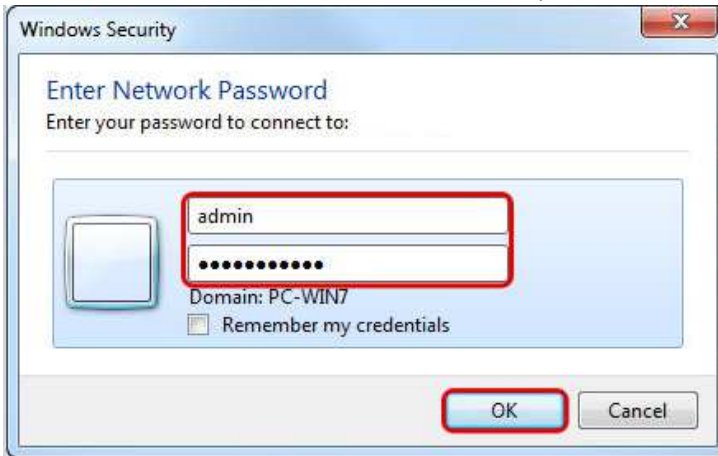 Windows Security
Enter Network Password
Enter your password to connect to:
admin
●●●●●●●●●●●
Domain: PC-WIN7
Remember my credentials
OK
Cancel